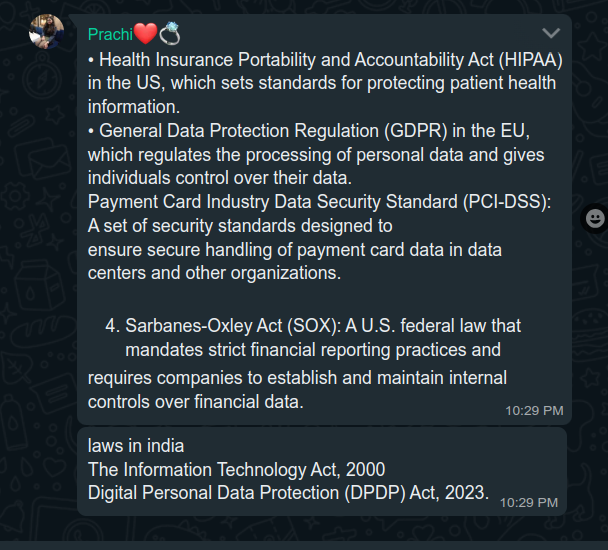 Prachi❤️💍
• Health Insurance Portability and Accountability Act (HIPAA)
in the US, which sets standards for protecting patient health
information.
• General Data Protection Regulation (GDPR) in the EU,
which regulates the processing of personal data and gives
individuals control over their data.
Payment Card Industry Data Security Standard (PCI-DSS):
A set of security standards designed to
ensure secure handling of payment card data in data
centers and other organizations.
4. Sarbanes-Oxley Act (SOX): A U.S. federal law that
mandates strict financial reporting practices and
requires companies to establish and maintain internal
controls over financial data.
10:29 PM
laws in india
The Information Technology Act, 2000
Digital Personal Data Protection (DPDP) Act, 2023.
10:29 PM